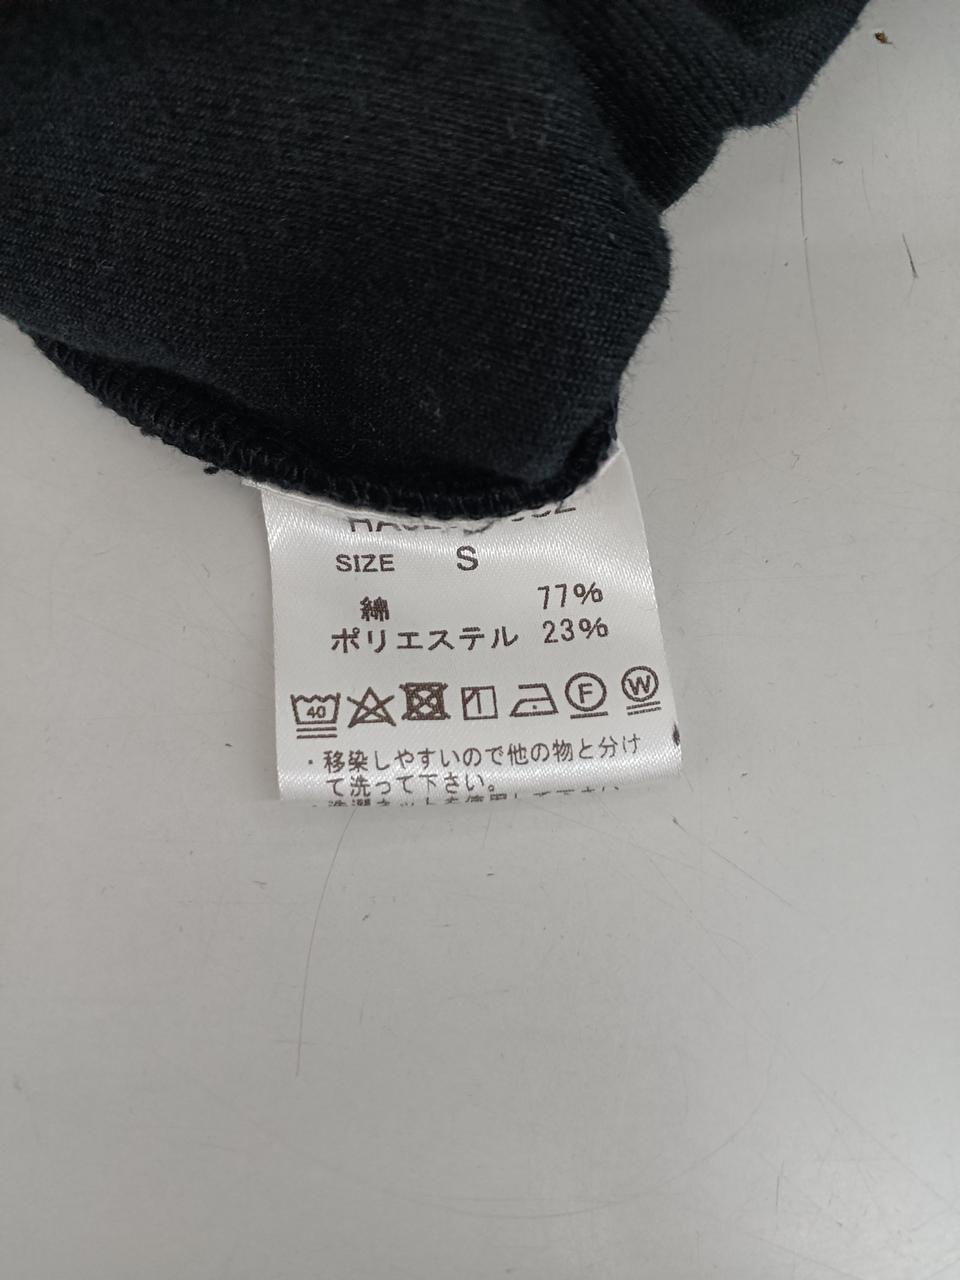 SIZE S
綿 77%
ポリエステル 23%
40 F W
・移染しやすいので他の物と分け
て洗って下さい。